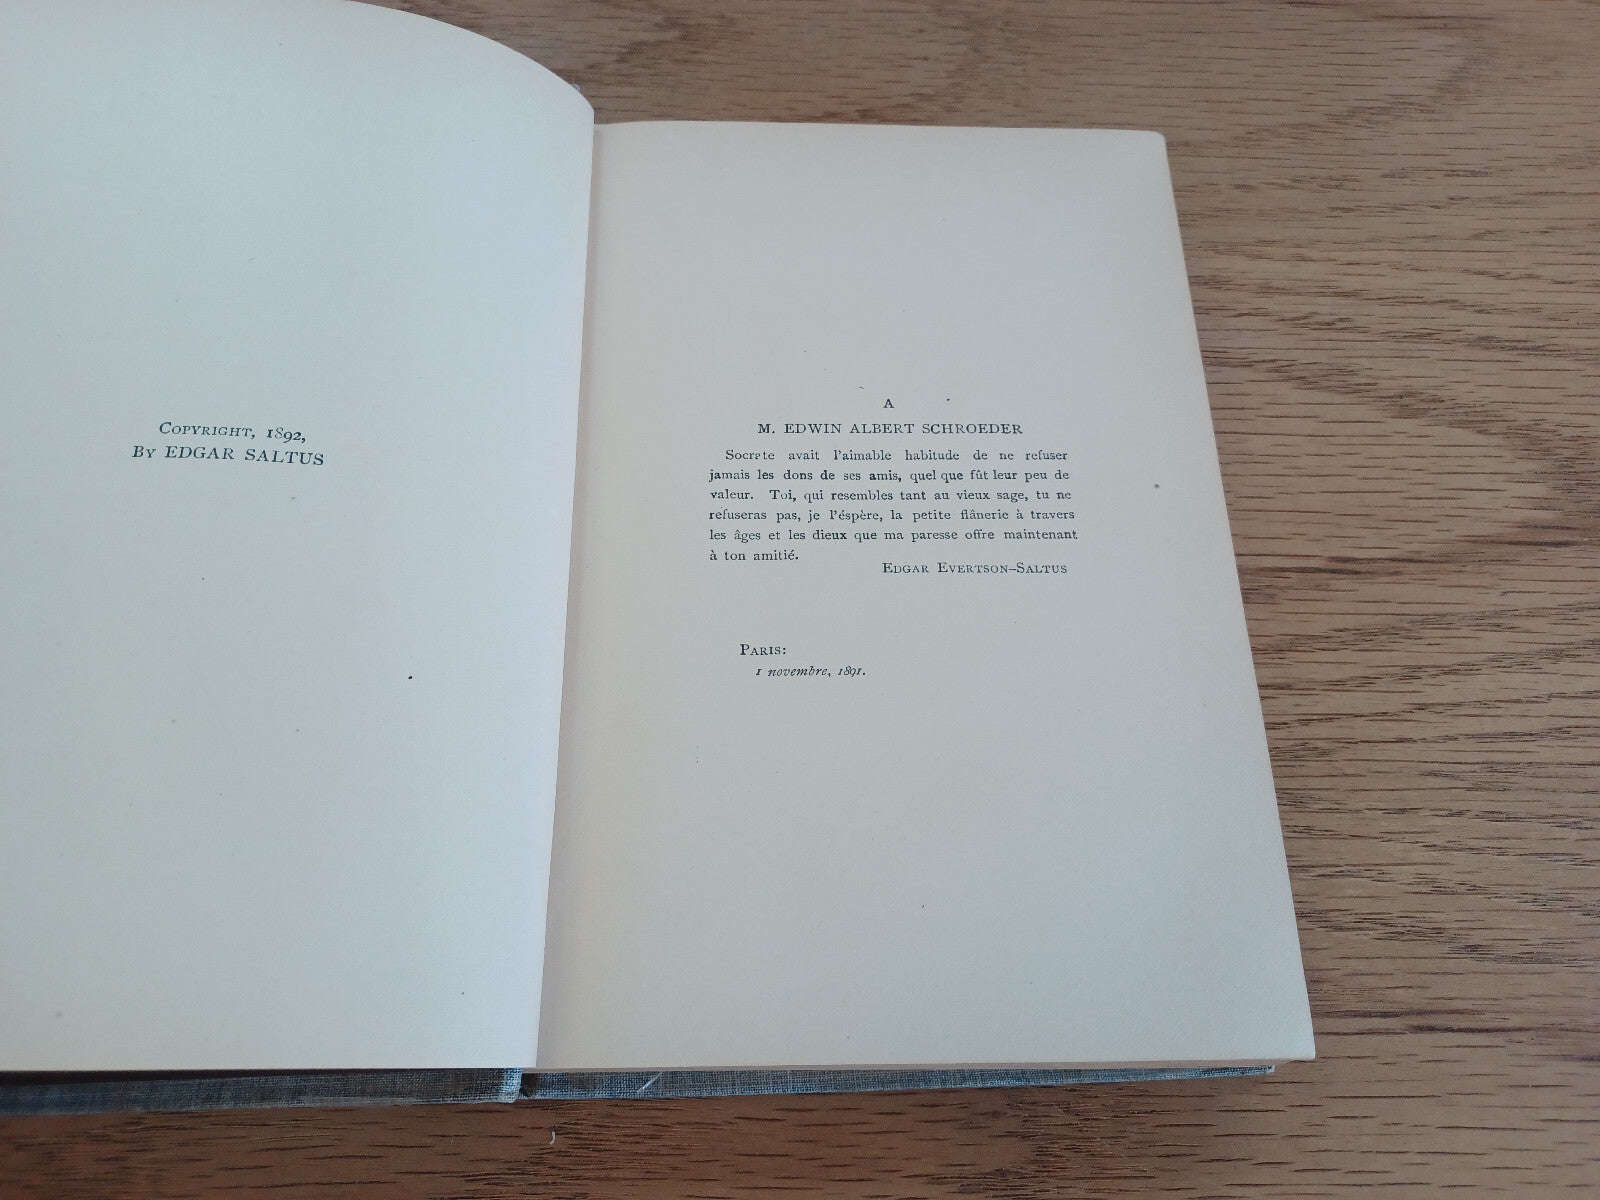 Copyright, 1892,
By EDGAR SALTUS
A
M. EDWIN ALBERT SCHROEDER
Socrate avait l'aimable habitude de ne refuser
jamais les dons de ses amis, quel que fût leur peu de
valeur. Toi, qui resembles tant au vieux sage, tu ne
refuseras pas, je l'éspère, la petite flânerie à travers
les âges et les dieux que ma paresse offre maintenant
à ton amitié.
Edgar Evertson-Saltus
Paris:
1 novembre, 1891.